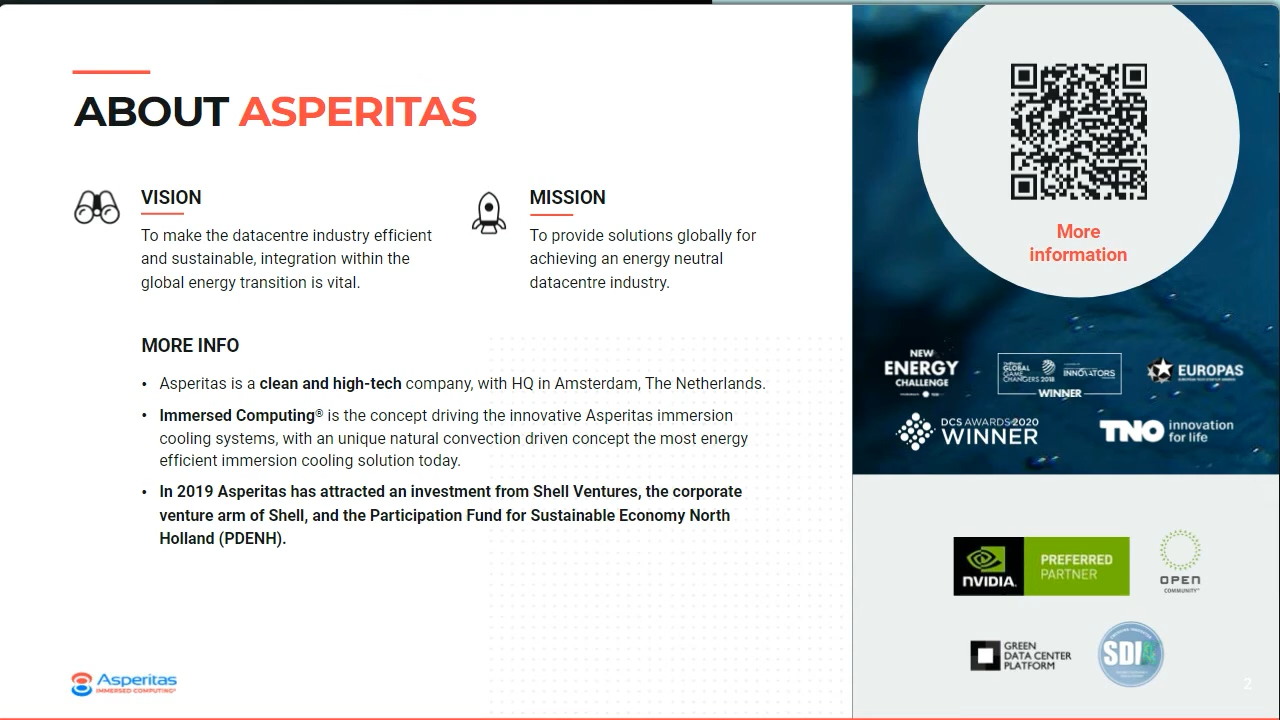 ABOUT ASPERITAS
VISION
To make the datacentre industry efficient
and sustainable, integration within the
global energy transition is vital.
MISSION
To provide solutions globally for
achieving an energy neutral
datacentre industry.
MORE INFO
• Asperitas is a clean and high-tech company, with HQ in Amsterdam, The Netherlands.
• Immersed Computing® is the concept driving the innovative Asperitas immersion
cooling systems, with an unique natural convection driven concept the most energy
efficient immersion cooling solution today.
• In 2019 Asperitas has attracted an investment from Shell Ventures, the corporate
venture arm of Shell, and the Participation Fund for Sustainable Economy North
Holland (PDENH).
Asperitas
IMMERSED COMPUTING®
More
information
NEW
ENERGY
CHALLENGE
GLOBAL
GAME
CHANGERS 2018
INNOVATORS
WINNER
EUROPAS
DCS AWARDS 2020
WINNER
TNO innovation
for life
NVIDIA.
PREFERRED
PARTNER
OPEN
COMMUNITY™
GREEN
DATA CENTER
PLATFORM
SDIA
2